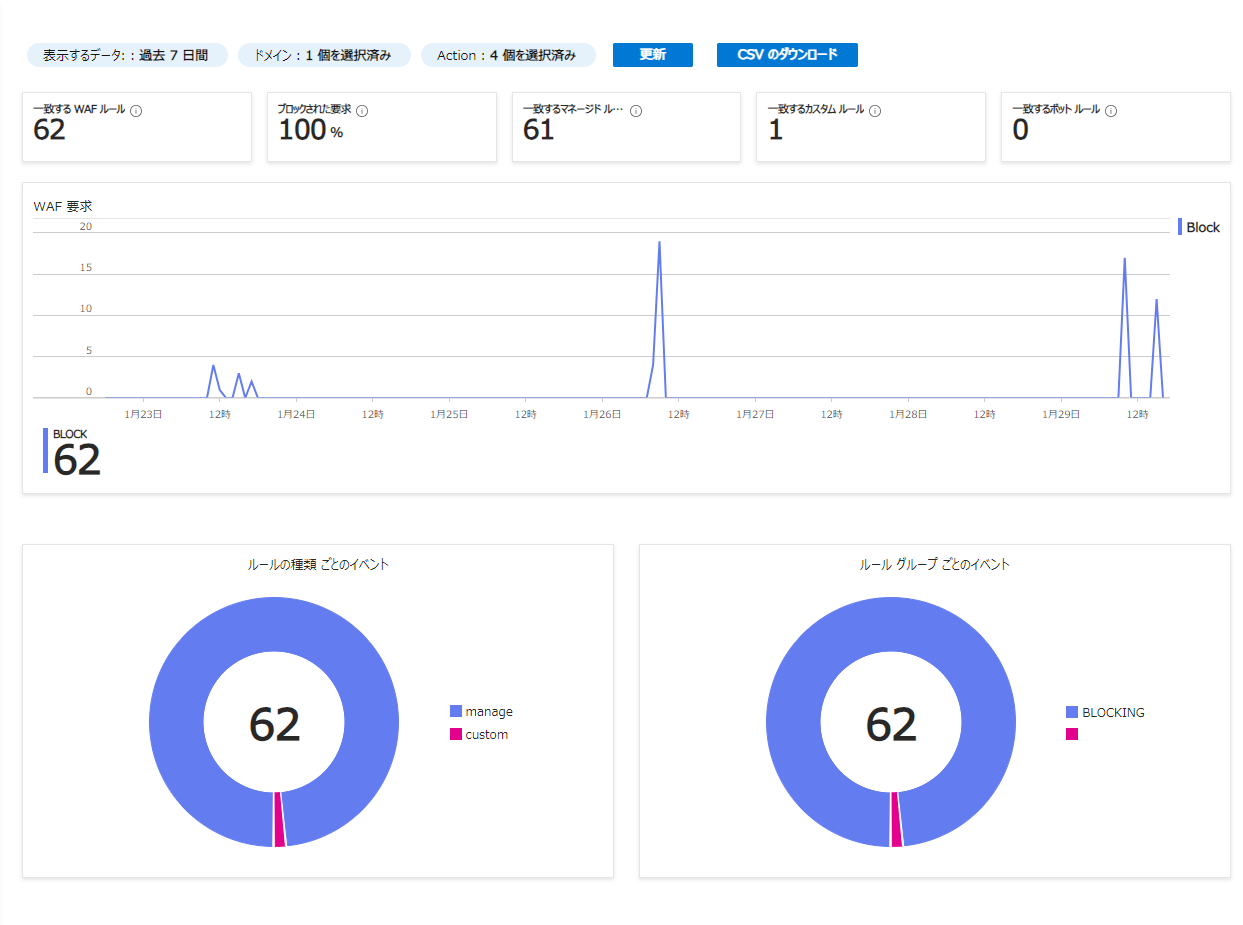 表示するデータ: : 過去 7 日間 ドメイン : 1 個を選択済み Action : 4 個を選択済み 更新 CSV のダウンロード
一致する WAF ルール
62
ブロックされた要求
100 %
一致するマネージド ル…
61
一致するカスタム ルール
1
一致するボット ルール
0
WAF 要求
20
15
10
5
0
1月23日 12時 1月24日 12時 1月25日 12時 1月26日 12時 1月27日 12時 1月28日 12時 1月29日 12時
Block
BLOCK
62
ルールの種類 ごとのイベント
62
manage
custom
ルール グループ ごとのイベント
62
BLOCKING